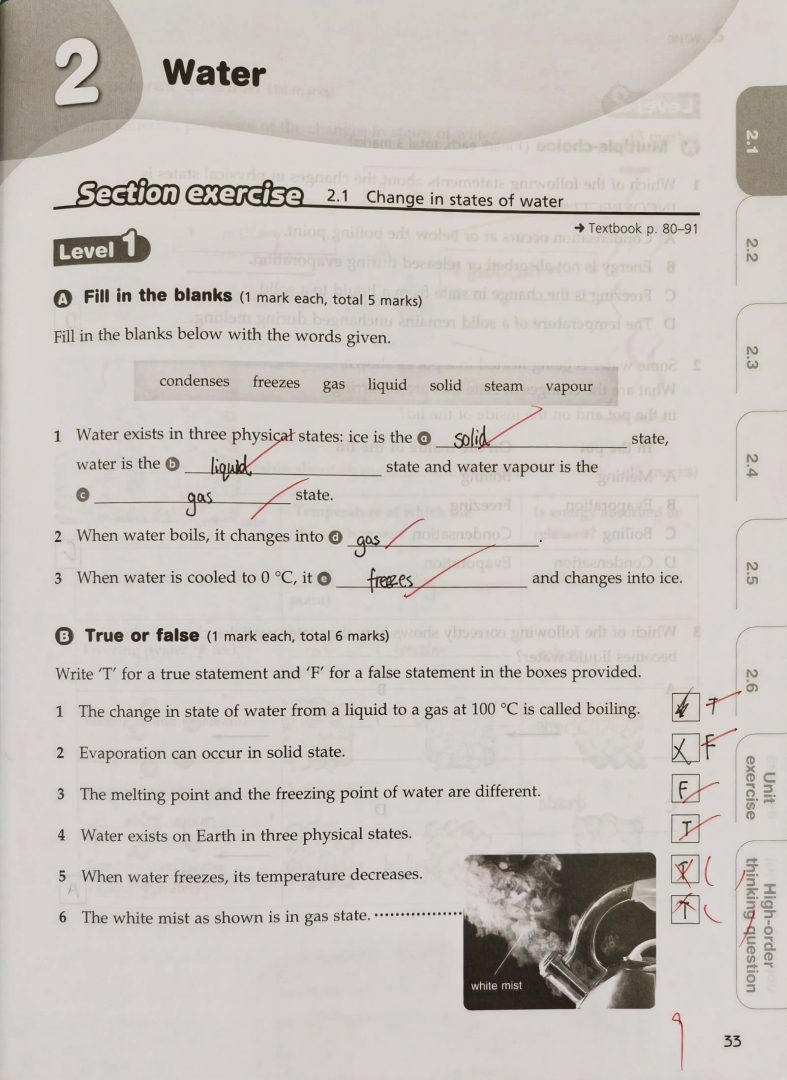 2
Water
Section exercise 2.1 Change in states of water
→ Textbook p. 80–91
Level 1
A Fill in the blanks (1 mark each, total 5 marks)
Fill in the blanks below with the words given.
condenses freezes gas liquid solid steam vapour
1 Water exists in three physical states: ice is the a solid state,
water is the b liquid state and water vapour is the
c gas state.
2 When water boils, it changes into d gas.
3 When water is cooled to 0 °C, it e freezes and changes into ice.
B True or false (1 mark each, total 6 marks)
Write ‘T’ for a true statement and ‘F’ for a false statement in the boxes provided.
1 The change in state of water from a liquid to a gas at 100 °C is called boiling. T
2 Evaporation can occur in solid state. F
3 The melting point and the freezing point of water are different. F
4 Water exists on Earth in three physical states. T
5 When water freezes, its temperature decreases. T
6 The white mist as shown is in gas state. T
white mist
9
33
2.1
2.2
2.3
2.4
2.5
2.6
Unit
exercise
High-order
thinking question